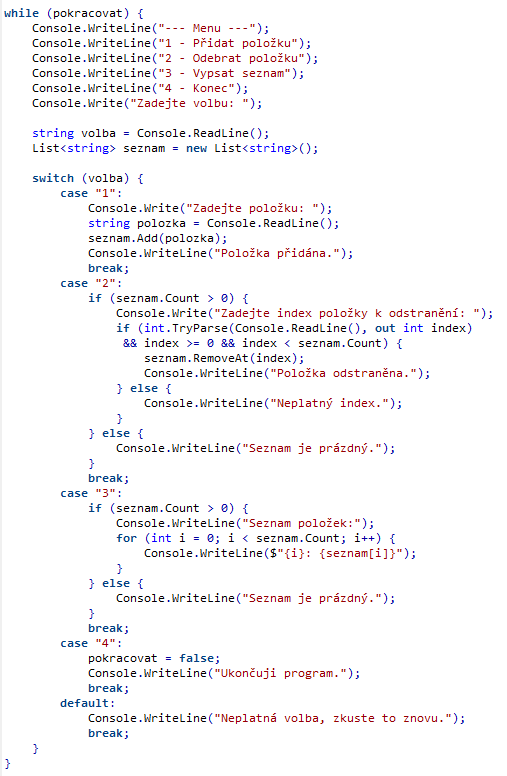 while (pokracovat) {
    Console.WriteLine("--- Menu ---");
    Console.WriteLine("1 - Přidat položku");
    Console.WriteLine("2 - Odebrat položku");
    Console.WriteLine("3 - Vypsat seznam");
    Console.WriteLine("4 - Konec");
    Console.Write("Zadejte volbu: ");

    string volba = Console.ReadLine();
    List<string> seznam = new List<string>();

    switch (volba) {
        case "1":
            Console.Write("Zadejte položku: ");
            string polozka = Console.ReadLine();
            seznam.Add(polozka);
            Console.WriteLine("Položka přidána.");
            break;
        case "2":
            if (seznam.Count > 0) {
                Console.Write("Zadejte index položky k odstranění: ");
                if (int.TryParse(Console.ReadLine(), out int index)
                 && index >= 0 && index < seznam.Count) {
                    seznam.RemoveAt(index);
                    Console.WriteLine("Položka odstraněna.");
                } else {
                    Console.WriteLine("Neplatný index.");
                }
            } else {
                Console.WriteLine("Seznam je prázdný.");
            }
            break;
        case "3":
            if (seznam.Count > 0) {
                Console.WriteLine("Seznam položek:");
                for (int i = 0; i < seznam.Count; i++) {
                    Console.WriteLine($"{i}: {seznam[i]}");
                }
            } else {
                Console.WriteLine("Seznam je prázdný.");
            }
            break;
        case "4":
            pokracovat = false;
            Console.WriteLine("Ukončuji program.");
            break;
        default:
            Console.WriteLine("Neplatná volba, zkuste to znovu.");
            break;
    }
}